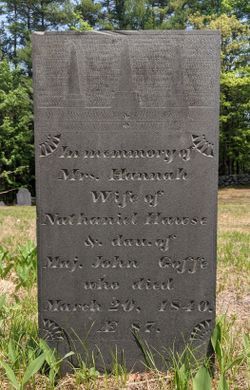 In memmory of
Mrs. Hannah
Wife of
Nathaniel Hawse
& dau. of
Maj. John Goffe
who died
March 20, 1840.
Æ 87.